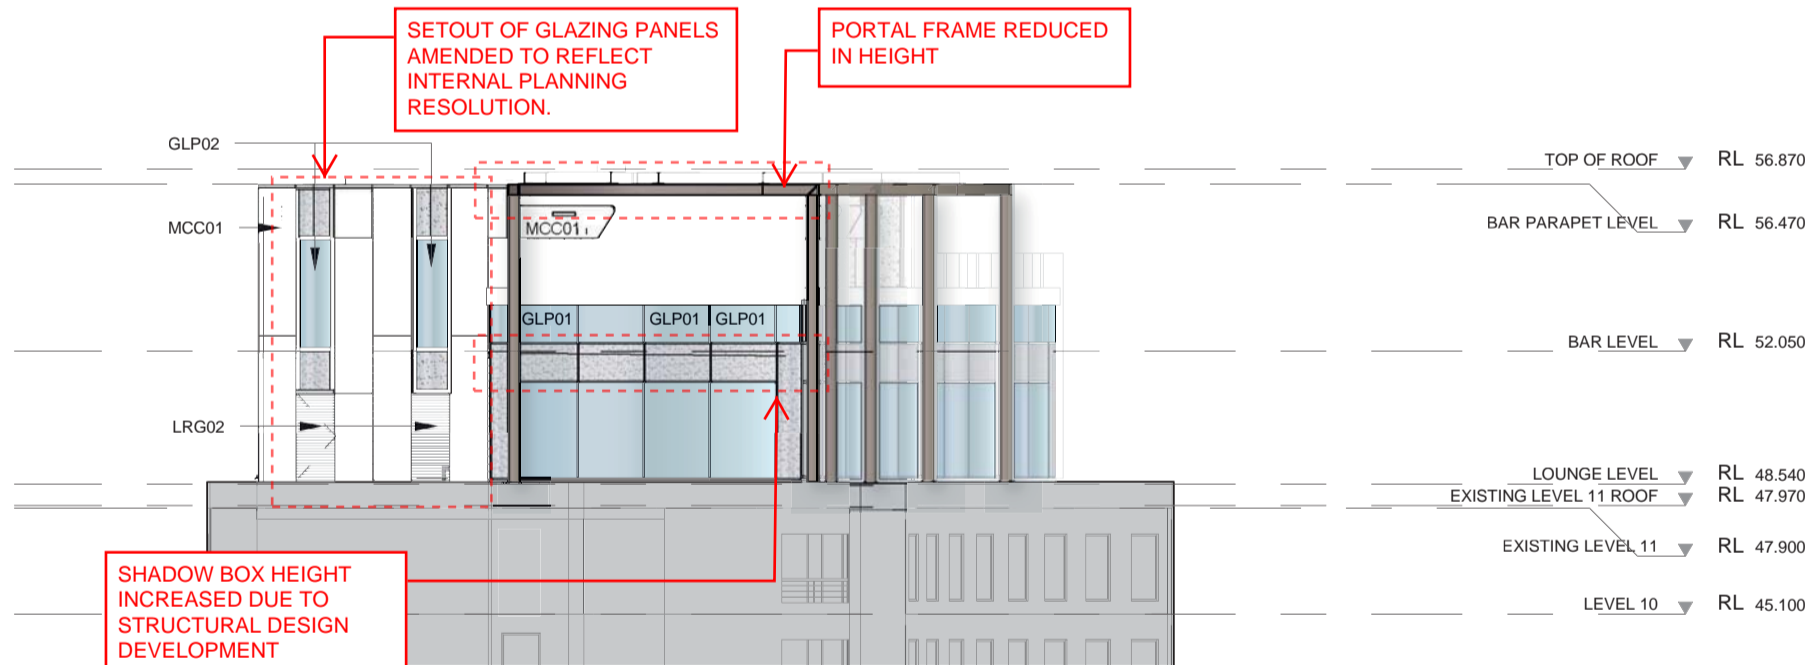 SETOUT OF GLAZING PANELS
AMENDED TO REFLECT
INTERNAL PLANNING
RESOLUTION.
PORTAL FRAME REDUCED
IN HEIGHT
GLP02
MCC01
LRG02
MCC01
GLP01
GLP01
GLP01
TOP OF ROOF RL 56.870
BAR PARAPET LEVEL RL 56.470
BAR LEVEL RL 52.050
LOUNGE LEVEL RL 48.540
EXISTING LEVEL 11 ROOF RL 47.970
EXISTING LEVEL 11 RL 47.900
LEVEL 10 RL 45.100
SHADOW BOX HEIGHT
INCREASED DUE TO
STRUCTURAL DESIGN
DEVELOPMENT